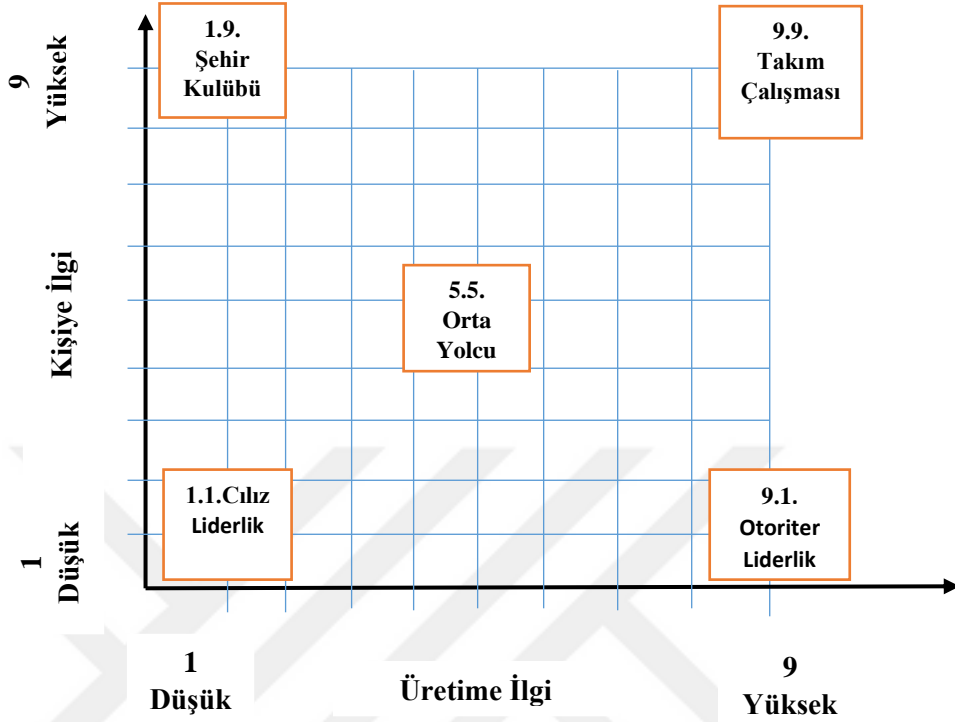 9
Yüksek
1.9.
Şehir
Kulübü
9.9.
Takım
Çalışması
Kişiye İlgi
5.5.
Orta
Yolcu
1
Düşük
1.1.Cılız
Liderlik
9.1.
Otoriter
Liderlik
1
Düşük
Üretime İlgi
9
Yüksek